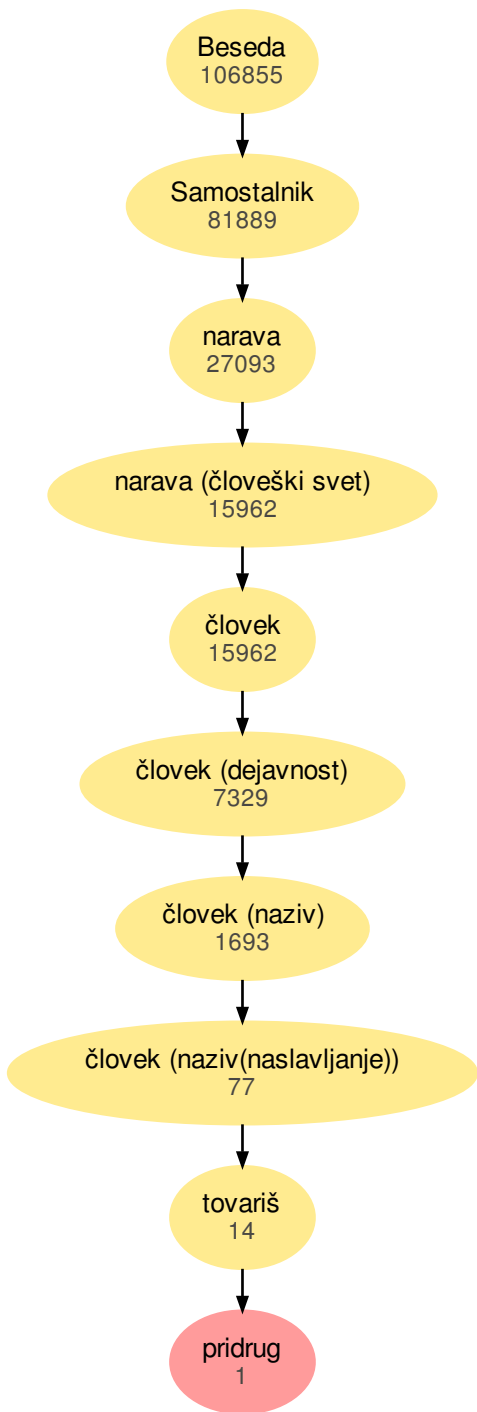 Beseda
106855
Samostalnik
81889
narava
27093
narava (človeški svet)
15962
človek
15962
človek (dejavnost)
7329
človek (naziv)
1693
človek (naziv(naslavljanje))
77
tovariš
14
pridrug
1